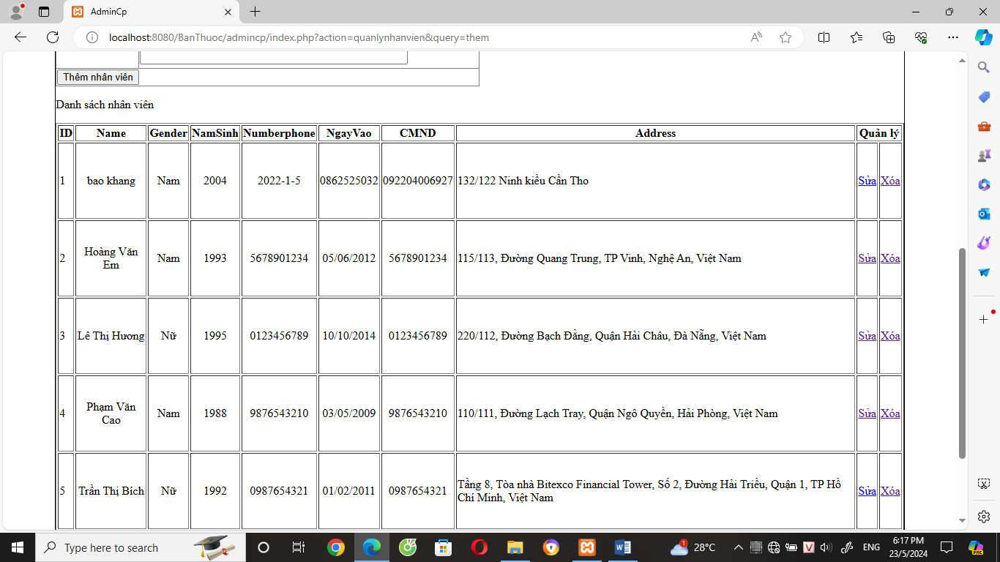 AdminCp
localhost:8080/BanThuoc/admincp/index.php?action=quanlynhanvien&query=them
Thêm nhân viên
Danh sách nhân viên
ID Name Gender NamSinh Numberphone NgayVao CMND Address Quản lý
1 bao khang Nam 2004 2022-1-5 0862525032 092204006927 132/122 Ninh kiều Cần Tho Sửa Xóa
2 Hoàng Văn Em Nam 1993 5678901234 05/06/2012 5678901234 115/113, Đường Quang Trung, TP Vinh, Nghệ An, Việt Nam Sửa Xóa
3 Lê Thị Hương Nữ 1995 0123456789 10/10/2014 0123456789 220/112, Đường Bạch Đằng, Quận Hải Châu, Đà Nẵng, Việt Nam Sửa Xóa
4 Phạm Văn Cao Nam 1988 9876543210 03/05/2009 9876543210 110/111, Đường Lạch Tray, Quận Ngô Quyền, Hải Phòng, Việt Nam Sửa Xóa
5 Trần Thị Bích Nữ 1992 0987654321 01/02/2011 0987654321 Tầng 8, Tòa nhà Bitexco Financial Tower, Số 2, Đường Hải Triều, Quận 1, TP Hồ
Chí Minh, Việt Nam Sửa Xóa
Type here to search
1 28°C ENG 6:17 PM
23/5/2024